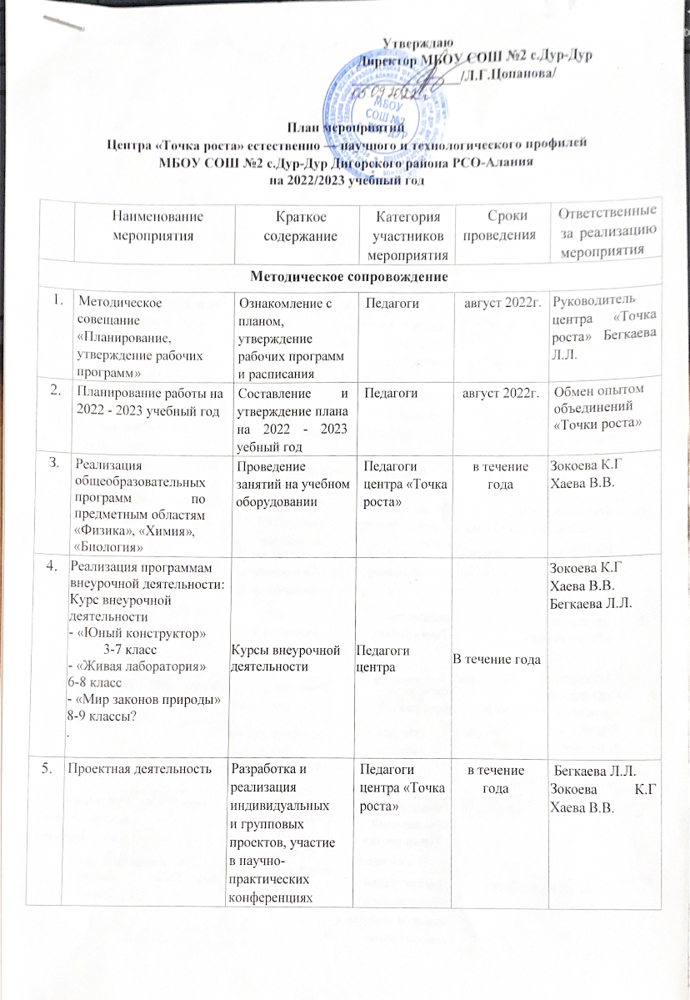 Утверждаю
Директор МБОУ СОШ №2 с.Дур-Дур
/Л.Г.Цопанова/
05 09 2022г
МБОУ
СОШ №2
План мероприятий
Центра «Точка роста» естественно — научного и технологического профилей
МБОУ СОШ №2 с.Дур-Дур Дигорского района РСО-Алания
на 2022/2023 учебный год
Наименование
мероприятия
Краткое
содержание
Категория
участников
мероприятия
Сроки
проведения
Ответственные
за реализацию
мероприятия
Методическое сопровождение
1.
Методическое
совещание
«Планирование,
утверждение рабочих
программ»
Ознакомление с
планом,
утверждение
рабочих программ
и расписания
Педагоги
август 2022г.
Руководитель
центра «Точка
роста» Бегкаева
Л.Л.
2.
Планирование работы на
2022 - 2023 учебный год
Составление и
утверждение плана
на 2022 - 2023
уебный год
Педагоги
август 2022г.
Обмен опытом
объединений
«Точки роста»
3.
Реализация
общеобразовательных
программ по
предметным областям
«Физика», «Химия»,
«Биология»
Проведение
занятий на учебном
оборудовании
Педагоги
центра «Точка
роста»
в течение
года
Зокоева К.Г
Хаева В.В.
4.
Реализация программам
внеурочной деятельности:
Курс внеурочной
деятельности
- «Юный конструктор»
3-7 класс
- «Живая лаборатория»
6-8 класс
- «Мир законов природы»
8-9 классы?
.
Курсы внеурочной
деятельности
Педагоги
центра
В течение года
Зокоева К.Г
Хаева В.В.
Бегкаева Л.Л.
5.
Проектная деятельность
Разработка и
реализация
индивидуальных
и групповых
проектов, участие
в научно-
практических
конференциях
Педагоги
центра «Точка
роста»
в течение
года
Бегкаева Л.Л.
Зокоева К.Г
Хаева В.В.